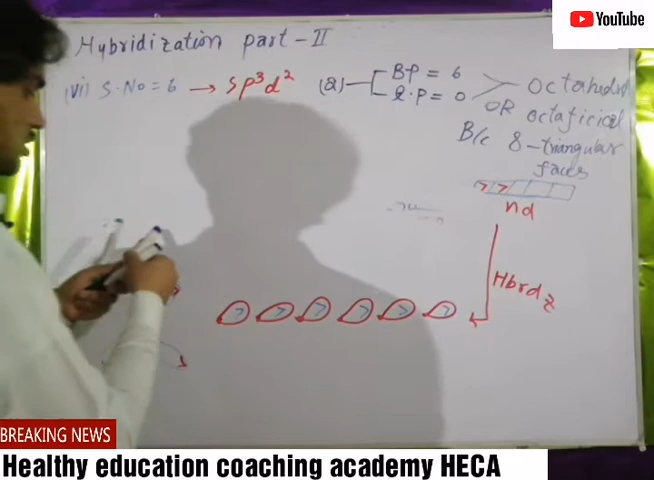 YouTube
Hybridization part - II
(vii) S.No = 6 → Sp³d² (a) B.P = 6
l.P = 0
Octahedral
OR octaficial
B/c 8-triangular
faces
nd
Hbrdz
BREAKING NEWS
Healthy education coaching academy HECA